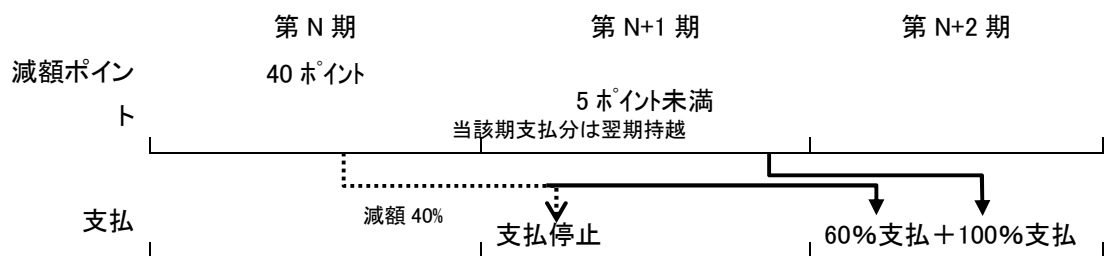 第 N 期 第 N+1 期 第 N+2 期
減額ポイン
ト
40 ﾎﾟｲﾝﾄ
5 ﾎﾟｲﾝﾄ未満
当該期支払分は翌期持越
減額 40%
支払
支払停止
60%支払＋100%支払